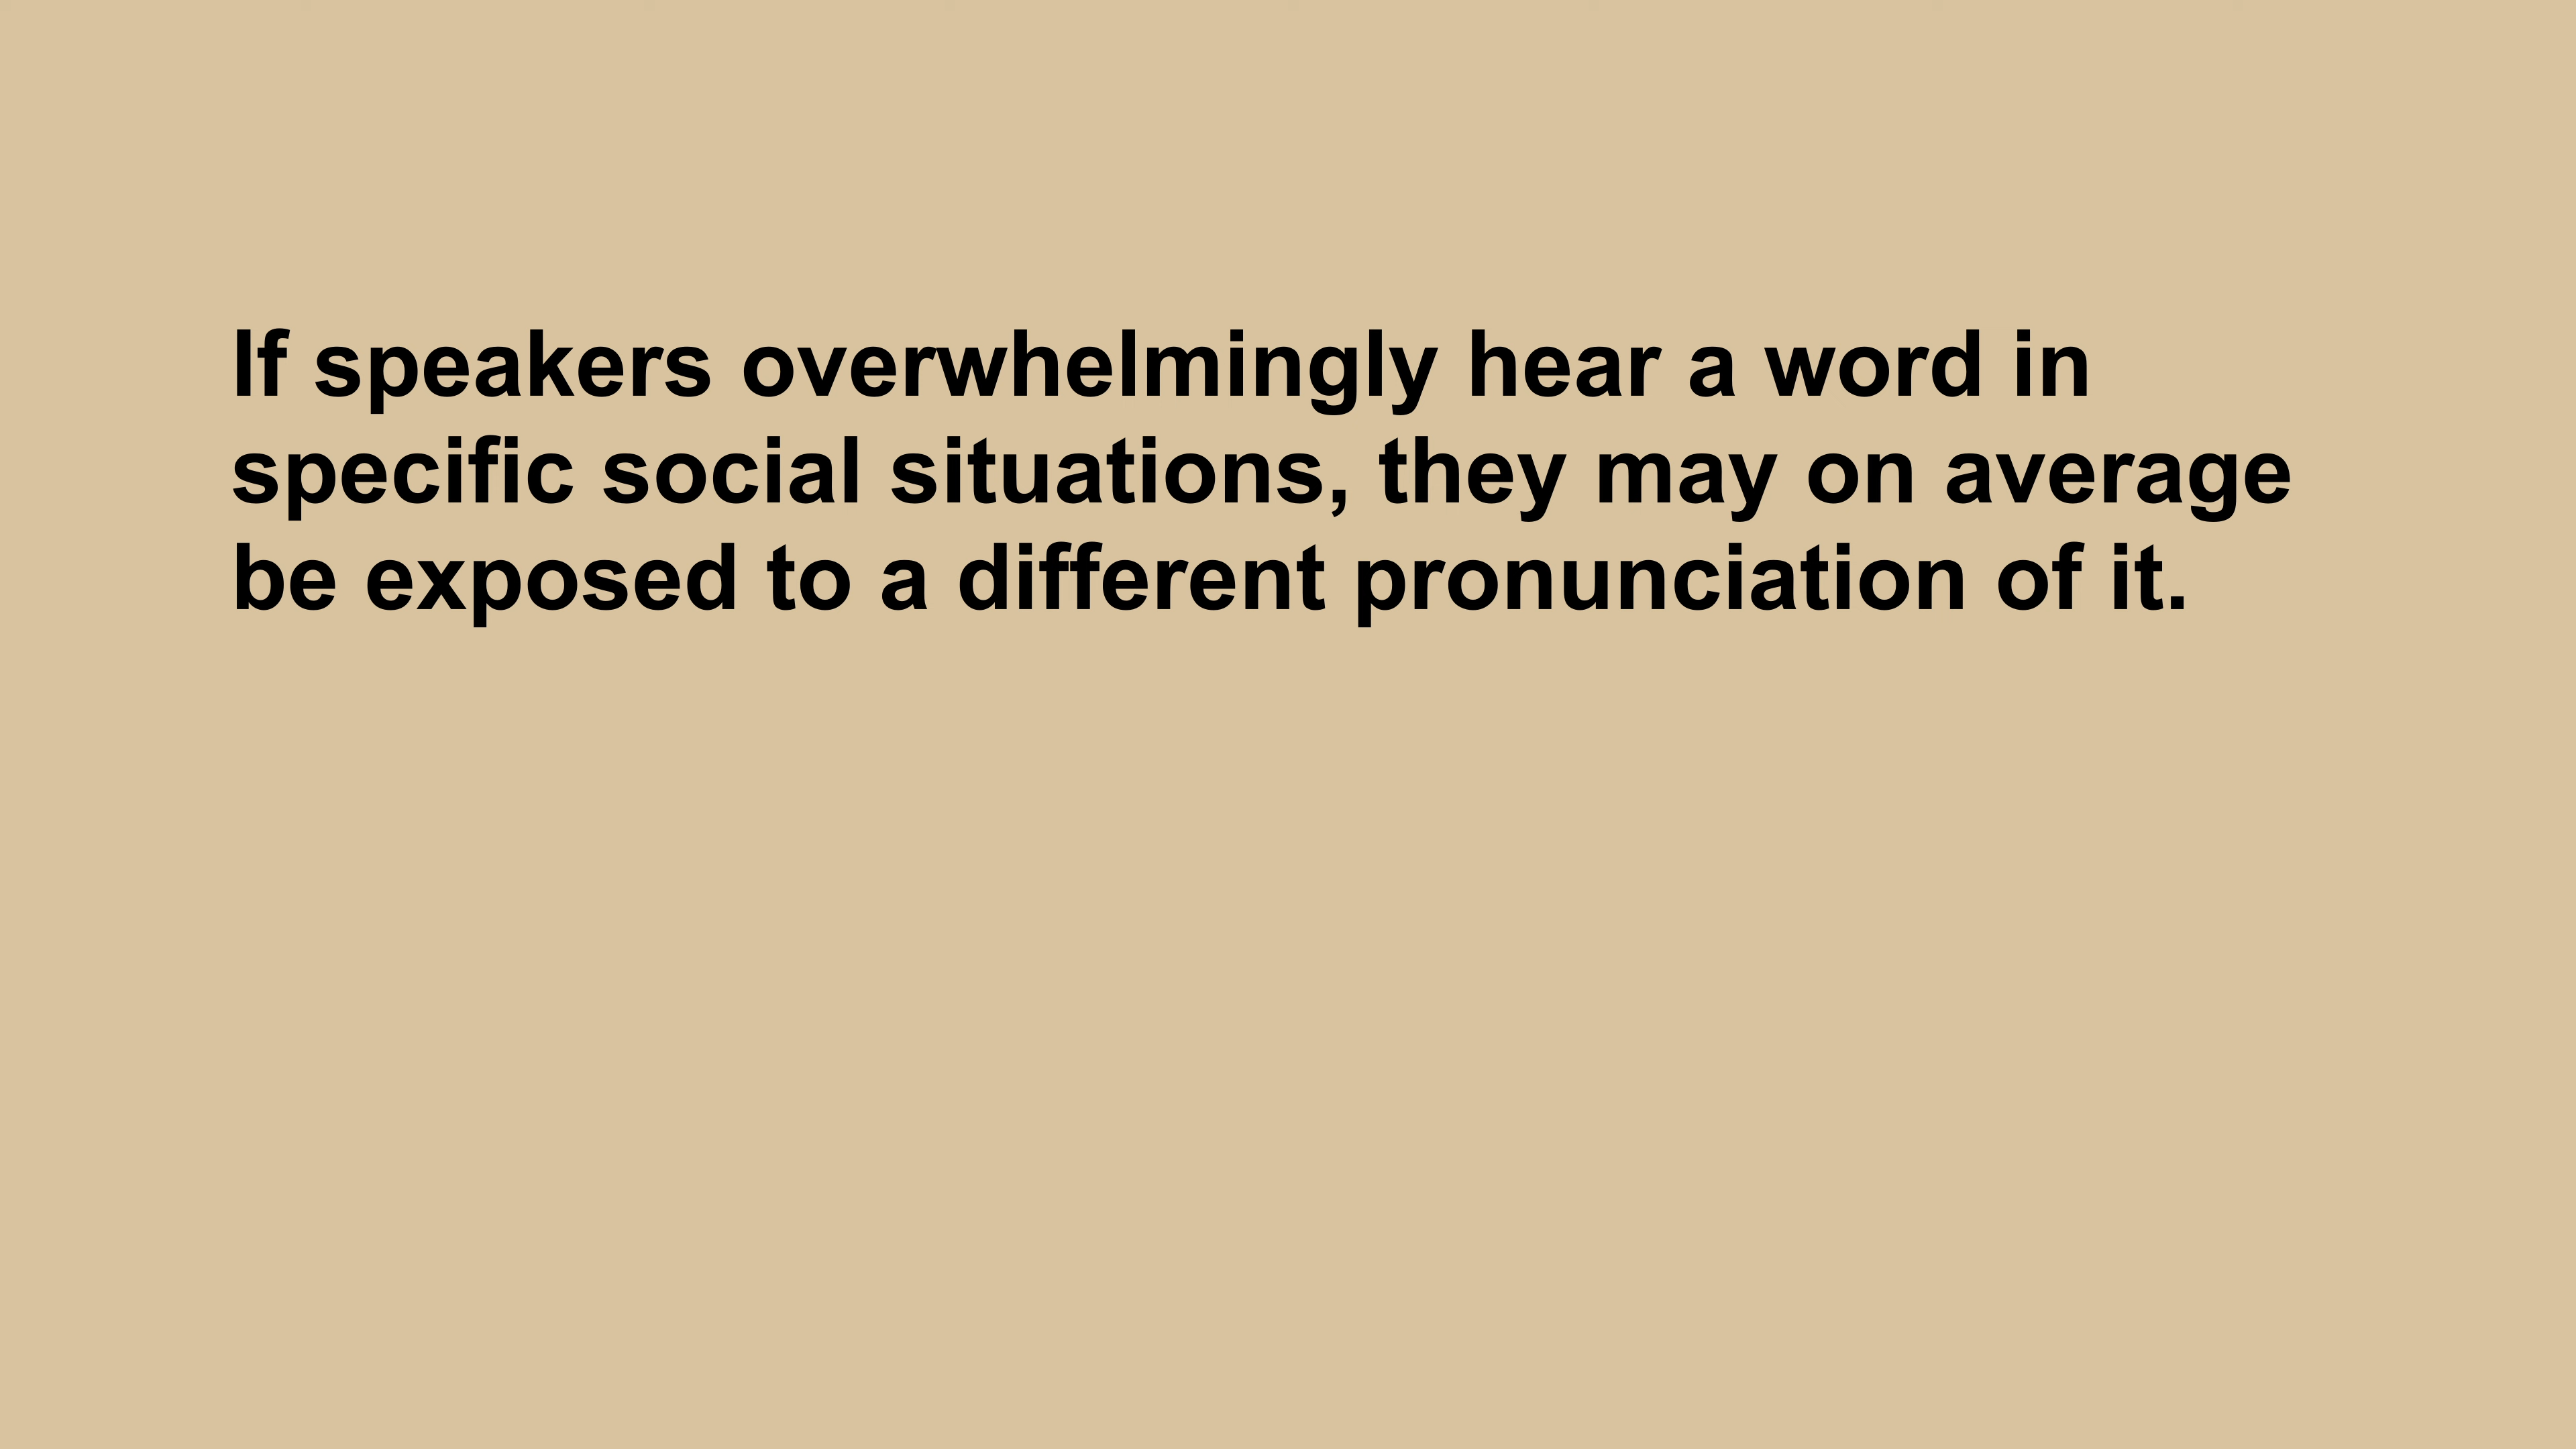 If speakers overwhelmingly hear a word in
specific social situations, they may on average
be exposed to a different pronunciation of it.